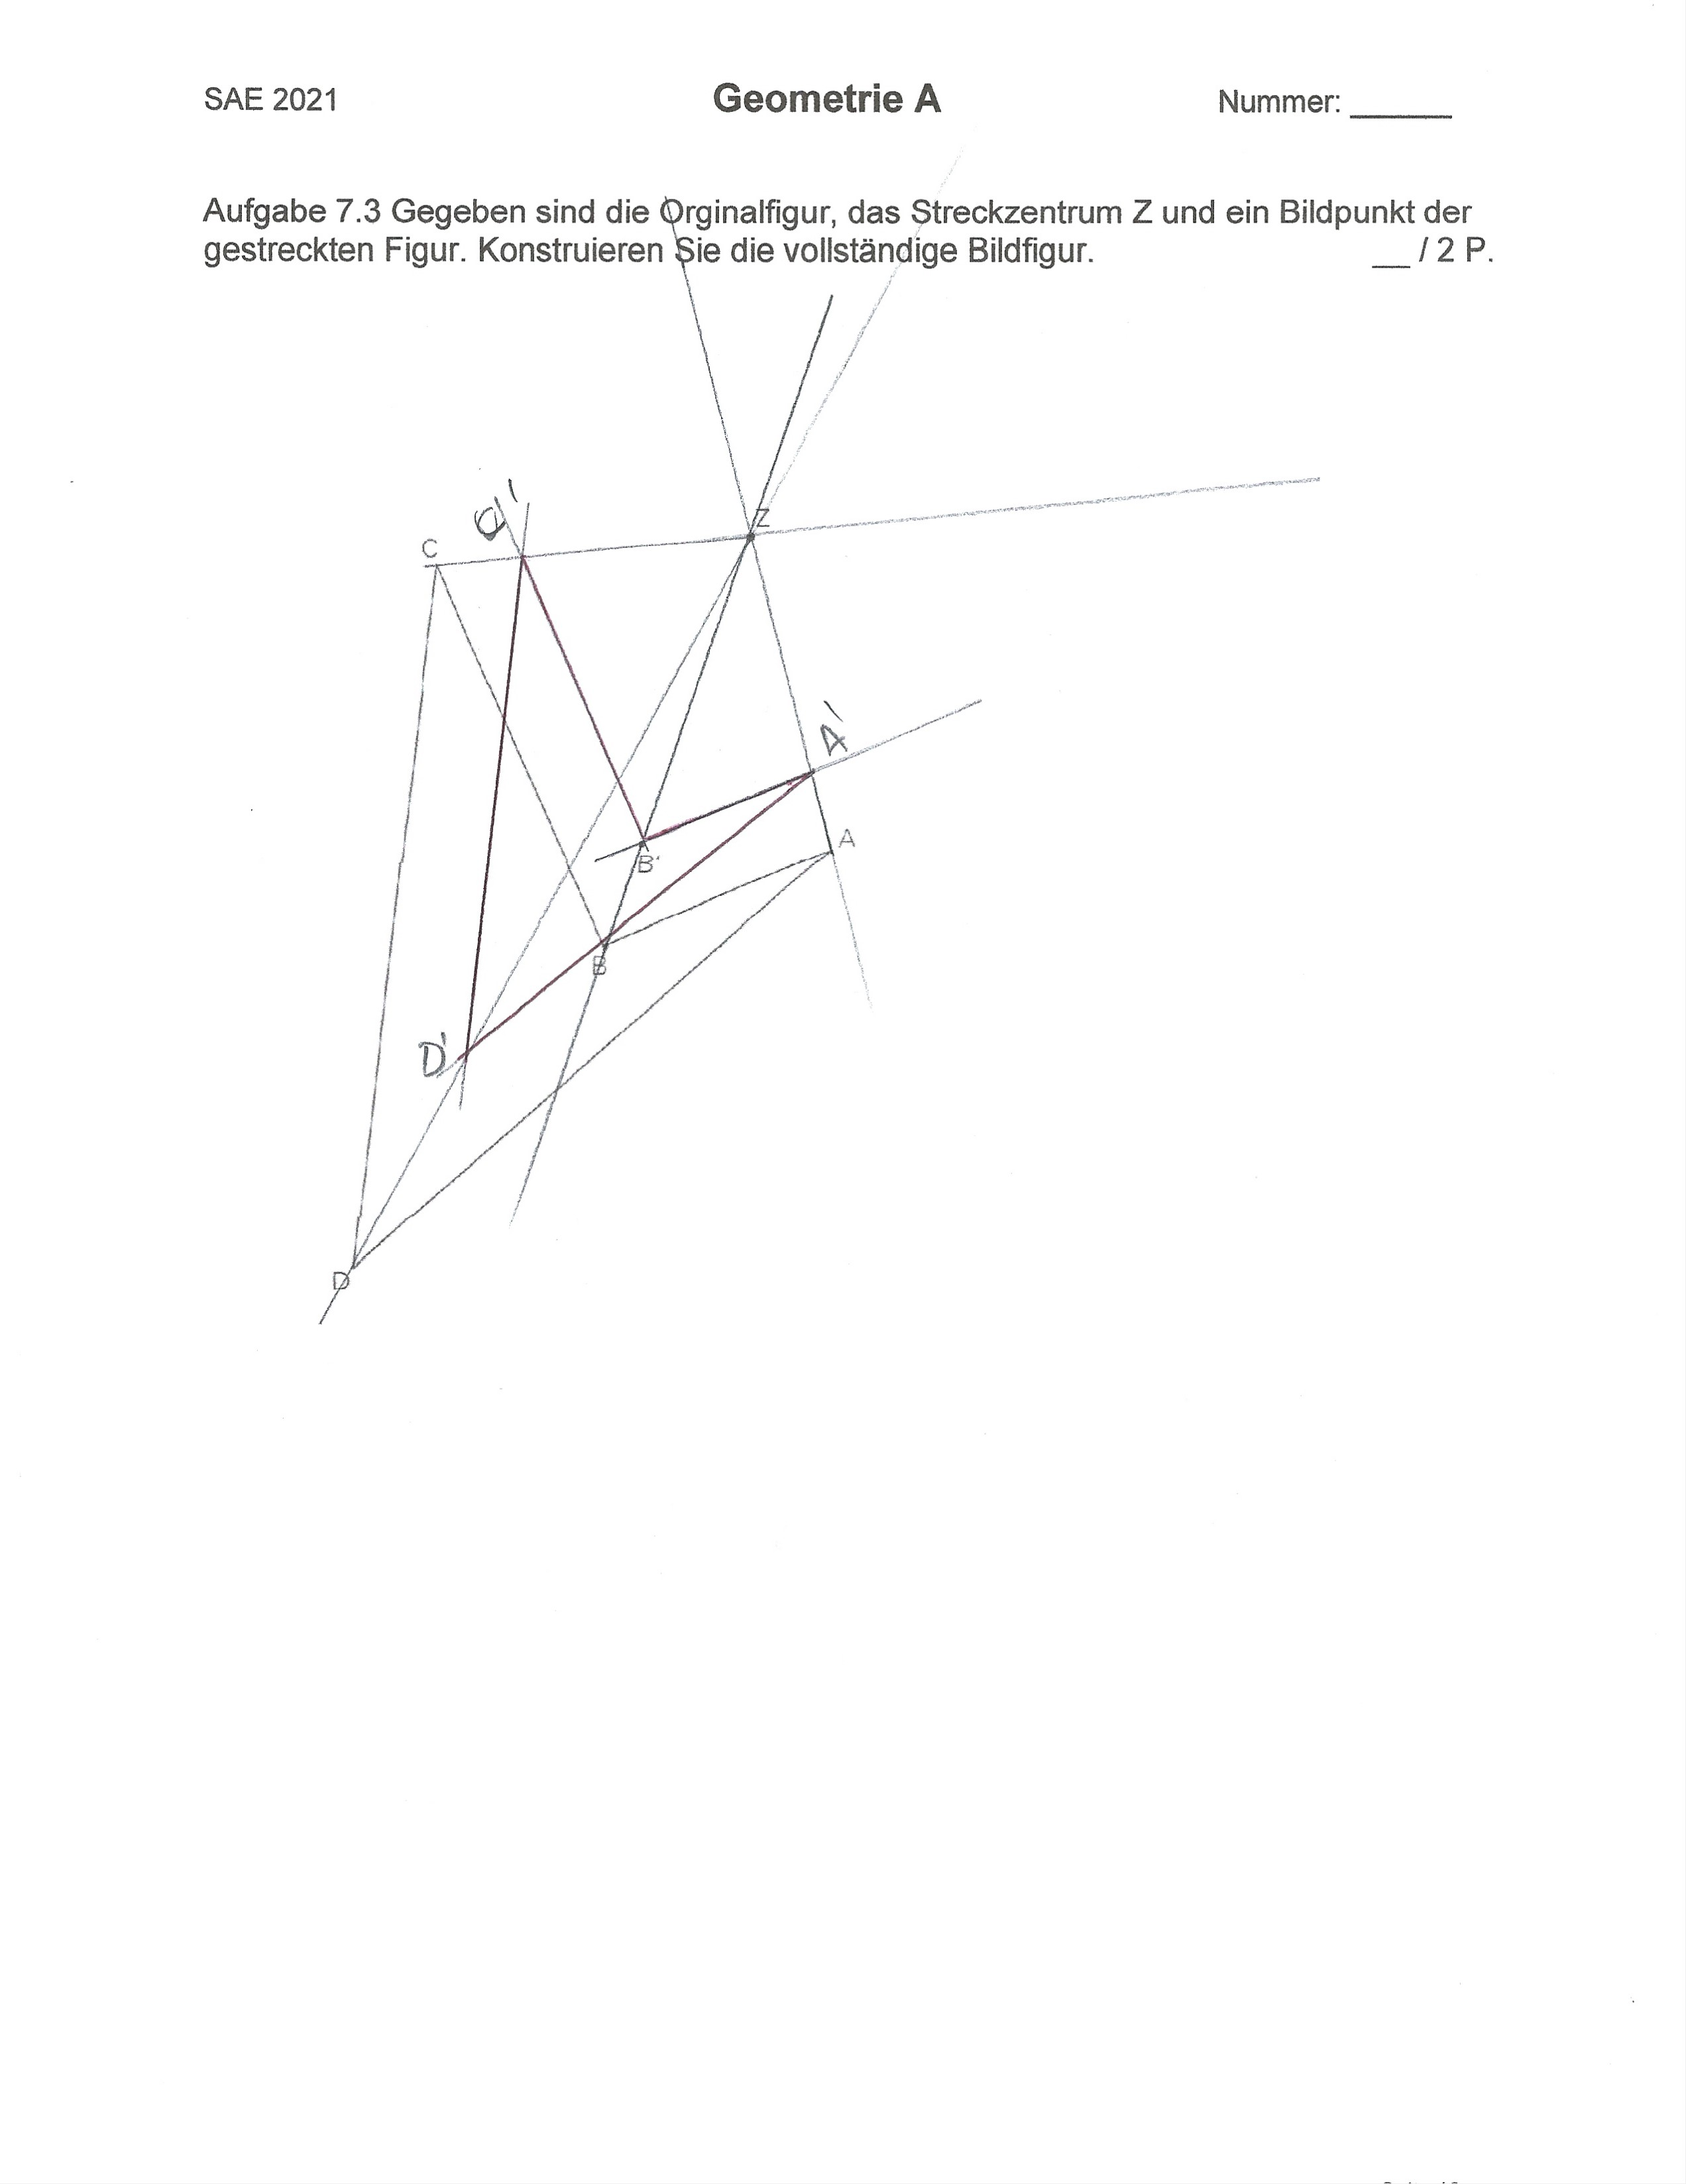 SAE 2021 Geometrie A Nummer: ______
Aufgabe 7.3 Gegeben sind die Orginalfigur, das Streckzentrum Z und ein Bildpunkt der
gestreckten Figur. Konstruieren Sie die vollständige Bildfigur. __ / 2 P.
C'
Z
C
A'
A
B'
B
D'
D